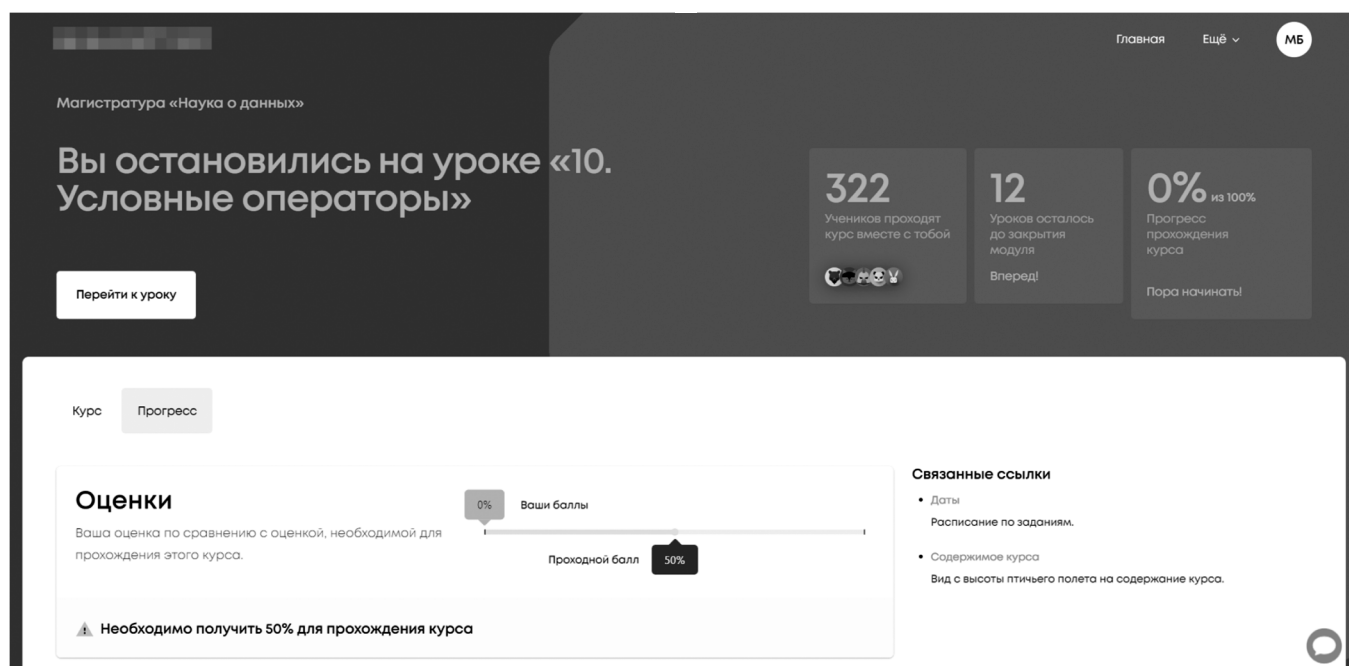 Главная Ещё МБ
Магистратура «Наука о данных»
Вы остановились на уроке «10.
Условные операторы»
Перейти к уроку
322
Учеников проходят
курс вместе с тобой
12
Уроков осталось
до закрытия
модуля
Вперед!
0% из 100%
Прогресс
прохождения
курса
Пора начинать!
Курс Прогресс
Оценки
Ваша оценка по сравнению с оценкой, необходимой для
прохождения этого курса.
0% Ваши баллы
Проходной балл 50%
Необходимо получить 50% для прохождения курса
Связанные ссылки
• Даты
Расписание по заданиям.
• Содержимое курса
Вид с высоты птичьего полета на содержание курса.